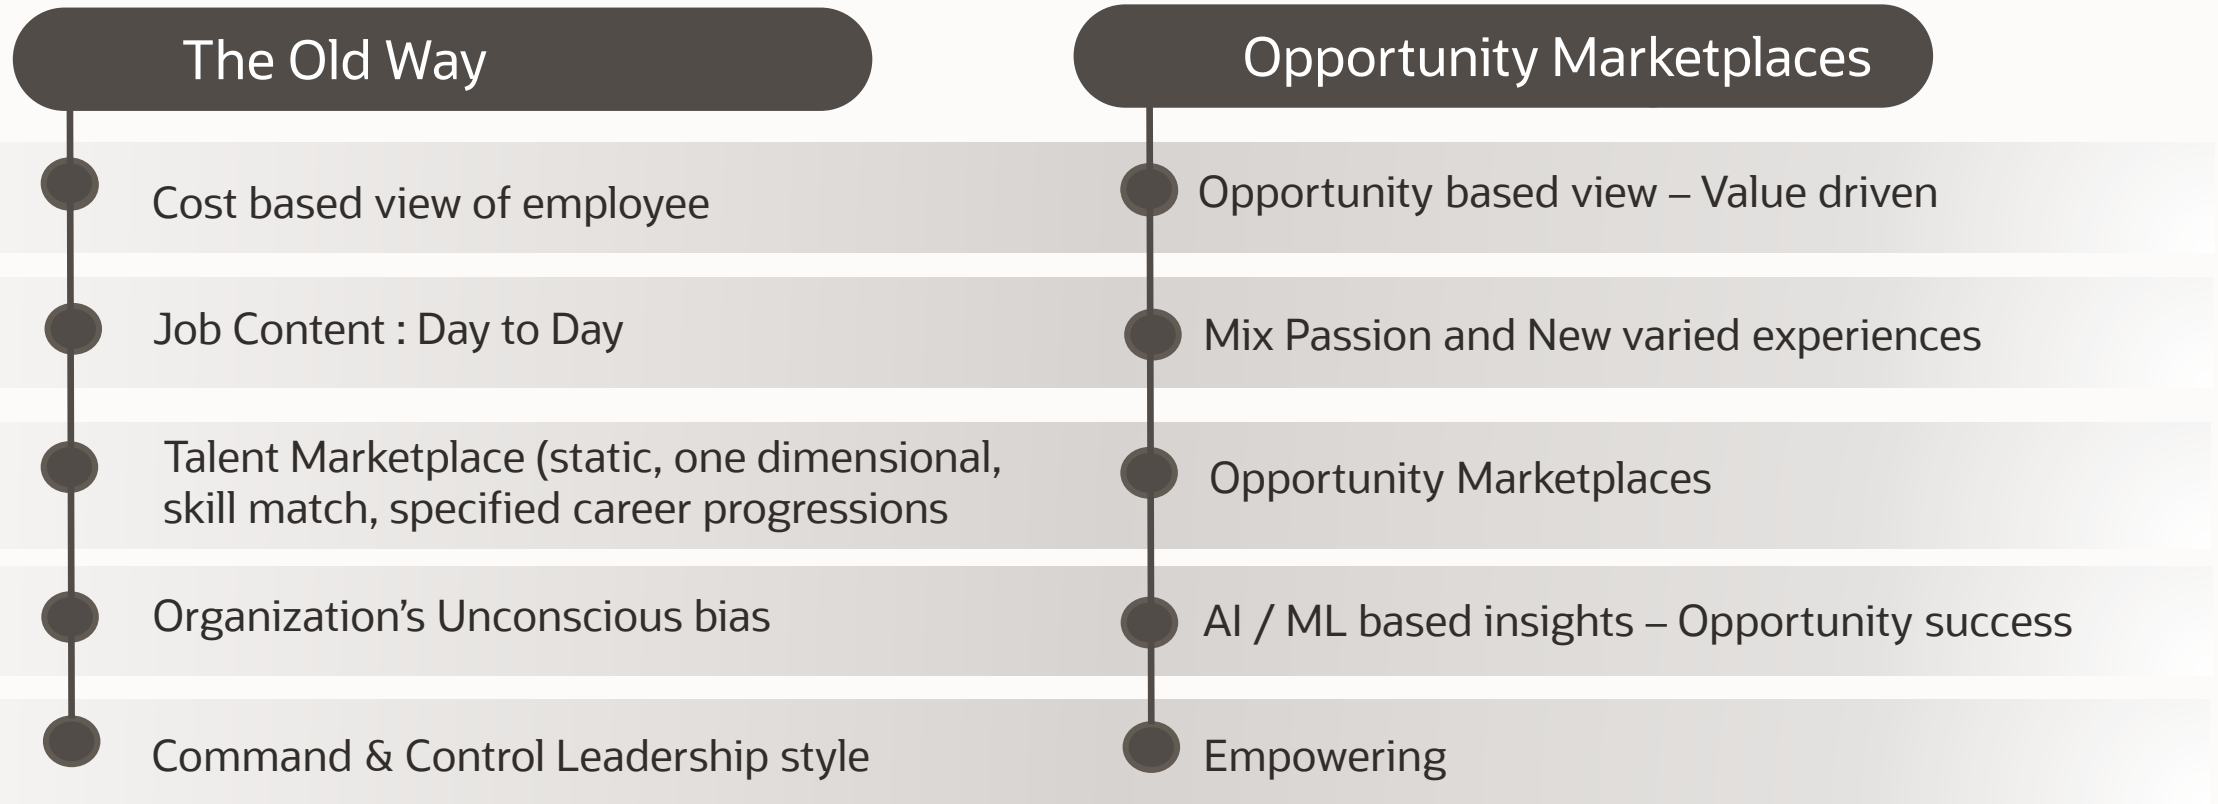 The Old Way
Opportunity Marketplaces
Cost based view of employee
Opportunity based view – Value driven
Job Content : Day to Day
Mix Passion and New varied experiences
Talent Marketplace (static, one dimensional,
skill match, specified career progressions
Opportunity Marketplaces
Organization’s Unconscious bias
AI / ML based insights – Opportunity success
Command & Control Leadership style
Empowering